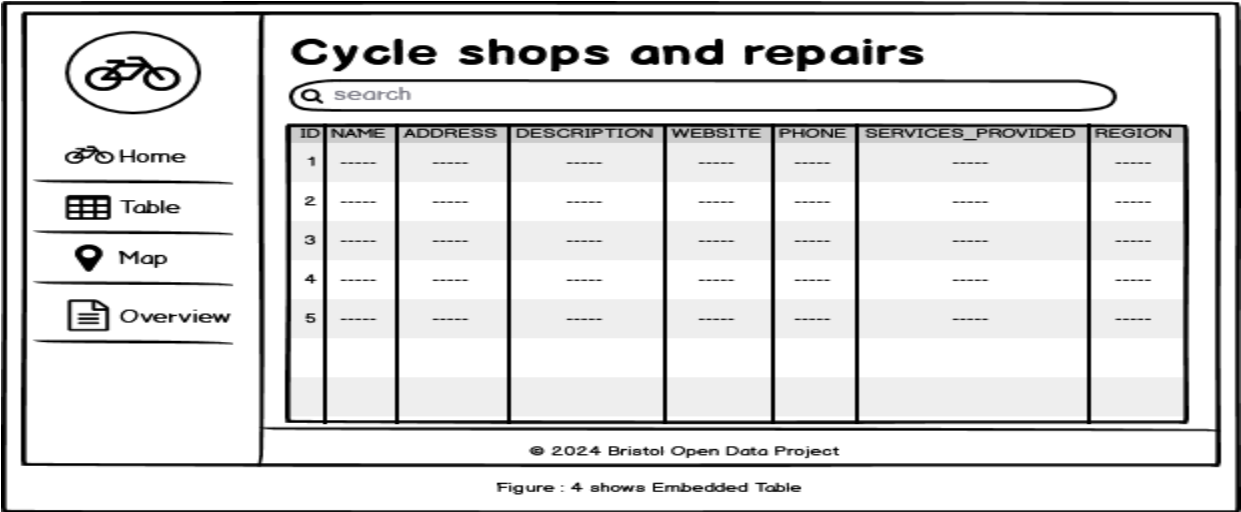 Cycle shops and repairs
search
Home
Table
Map
Overview
ID NAME ADDRESS DESCRIPTION WEBSITE PHONE SERVICES_PROVIDED REGION
1 ----- ----- ----- ----- ----- ----- -----
2 ----- ----- ----- ----- ----- ----- -----
3 ----- ----- ----- ----- ----- ----- -----
4 ----- ----- ----- ----- ----- ----- -----
5 ----- ----- ----- ----- ----- ----- -----
© 2024 Bristol Open Data Project
Figure : 4 shows Embedded Table